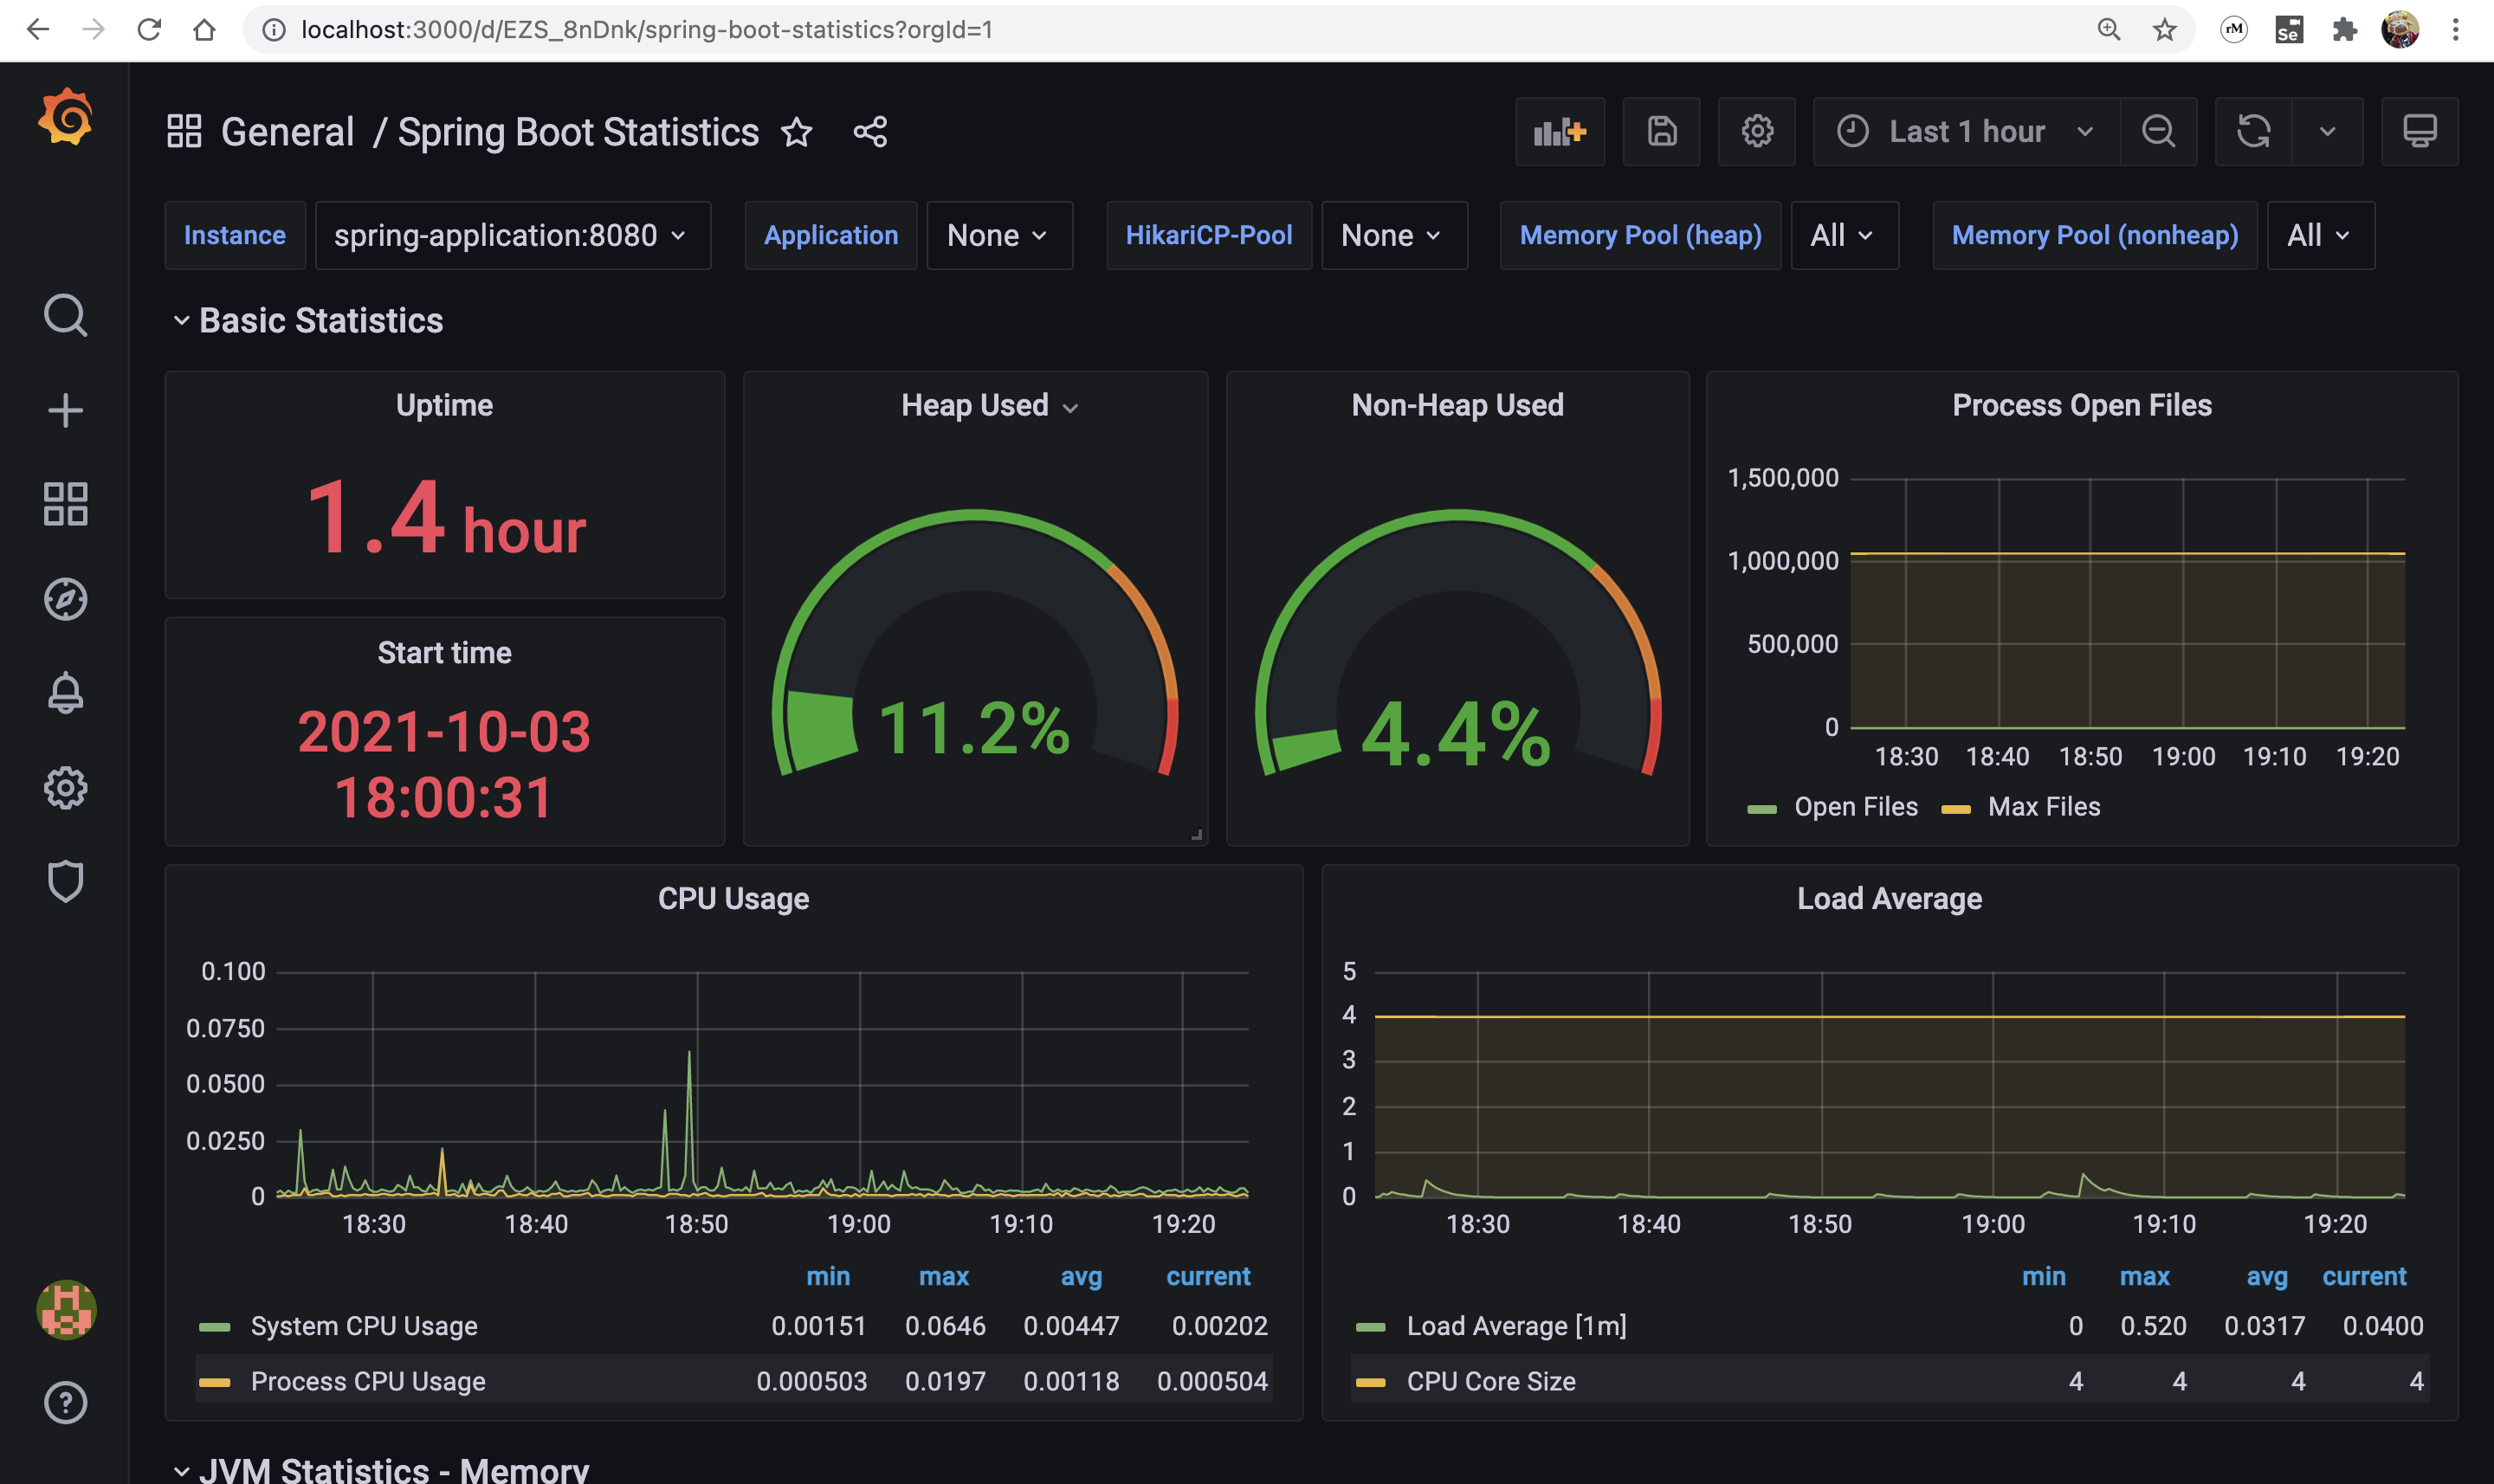 localhost:3000/d/EZS_8nDnk/spring-boot-statistics?orgId=1
rM
Se
General / Spring Boot Statistics
Last 1 hour
Instance spring-application:8080 Application None HikariCP-Pool None Memory Pool (heap) All Memory Pool (nonheap) All
Basic Statistics
Uptime
1.4 hour
Start time
2021-10-03
18:00:31
Heap Used
11.2%
Non-Heap Used
4.4%
Process Open Files
1,500,000
1,000,000
500,000
0
18:30 18:40 18:50 19:00 19:10 19:20
Open Files Max Files
CPU Usage
0.100
0.0750
0.0500
0.0250
0
18:30 18:40 18:50 19:00 19:10 19:20
min max avg current
System CPU Usage 0.00151 0.0646 0.00447 0.00202
Process CPU Usage 0.000503 0.0197 0.00118 0.000504
Load Average
5
4
3
2
1
0
18:30 18:40 18:50 19:00 19:10 19:20
min max avg current
Load Average [1m] 0 0.520 0.0317 0.0400
CPU Core Size 4 4 4 4
JVM Statistics - Memory